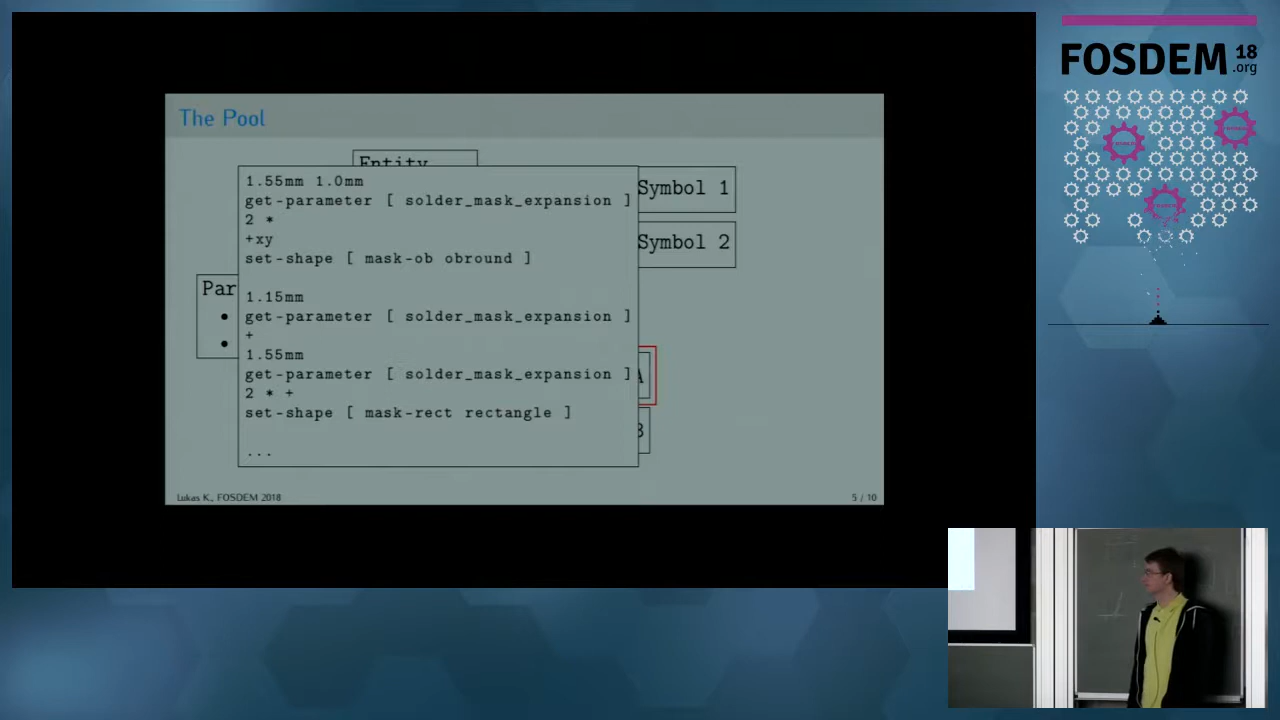 FOSDEM 18
.org
The Pool
Entity
Symbol 1
Symbol 2
Par
•
•
1.55mm 1.0mm
get-parameter [ solder_mask_expansion ]
2 *
+xy
set-shape [ mask-ob obround ]
1.15mm
get-parameter [ solder_mask_expansion ]
+
1.55mm
get-parameter [ solder_mask_expansion ]
2 * +
set-shape [ mask-rect rectangle ]
...
Lukas K., FOSDEM 2018
5 / 10